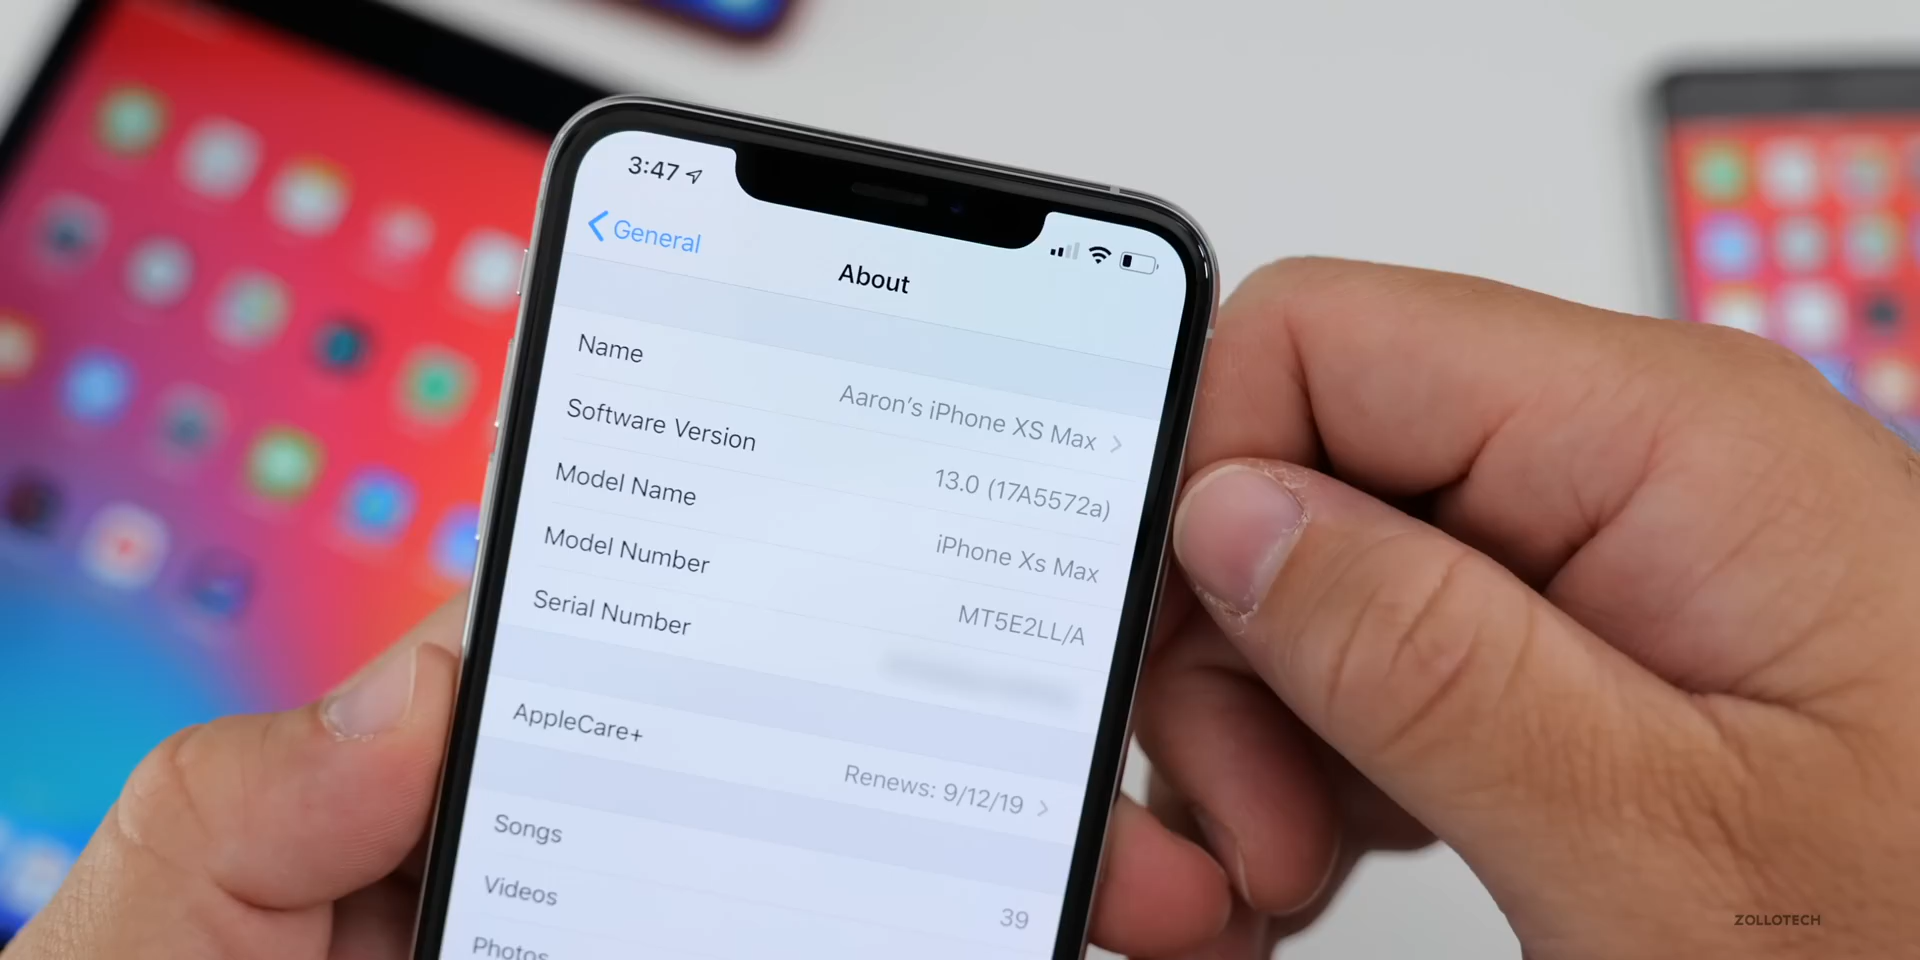 3:47
General
About
Name
Aaron's iPhone XS Max
Software Version
13.0 (17A5572a)
Model Name
iPhone Xs Max
Model Number
MT5E2LL/A
Serial Number
AppleCare+
Renews: 9/12/19
Songs
39
Videos
Photos
ZOLLOTECH